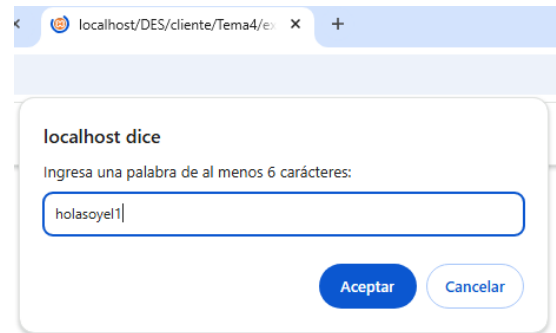 localhost/DES/cliente/Tema4/ex
localhost dice
Ingresa una palabra de al menos 6 carácteres:
holasoyel1
Aceptar
Cancelar